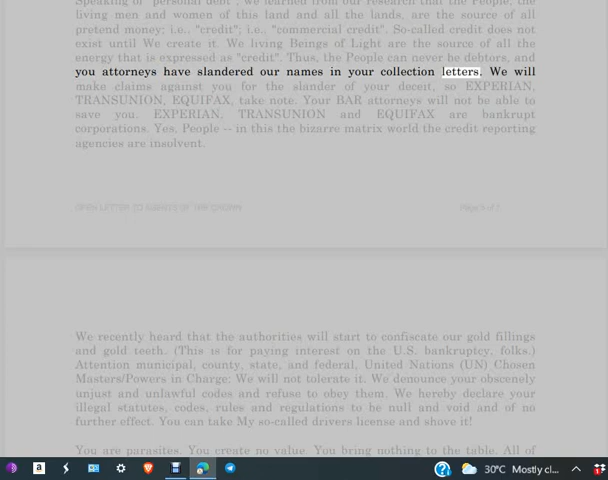 Speaking of "personal debt", we learned from our research that the People, the
living men and women of this land and all the lands, are the source of all
pretend money; i.e., "credit"; i.e., "commercial credit". So-called credit does not
exist until We create it. We living Beings of Light are the source of all the
energy that is expressed as "credit". Thus, the People can never be debtors, and
you attorneys have slandered our names in your collection letters. We will
make claims against you for the slander of your deceit, so EXPERIAN,
TRANSUNION, EQUIFAX, take note. Your BAR attorneys will not be able to
save you. EXPERIAN, TRANSUNION and EQUIFAX are bankrupt
corporations. Yes, People -- in this the bizarre matrix world the credit reporting
agencies are insolvent.
OPEN LETTER TO OF THE
Page 6 of 7
We recently heard that the authorities will start to confiscate our gold fillings
and gold teeth. (This is for paying interest on the U.S. bankruptcy, folks.)
Attention municipal, county, state, and federal, United Nations (UN) Chosen
Masters/Powers in Charge: We will not tolerate it. We denounce your obscenely
unjust and unlawful codes and refuse to obey them. We hereby declare your
illegal statutes, codes, rules and regulations to be null and void and of no
further effect. You can take My so-called drivers license and shove it!
You are parasites. You create no value. You bring nothing to the table. All of
30°C Mostly cl...